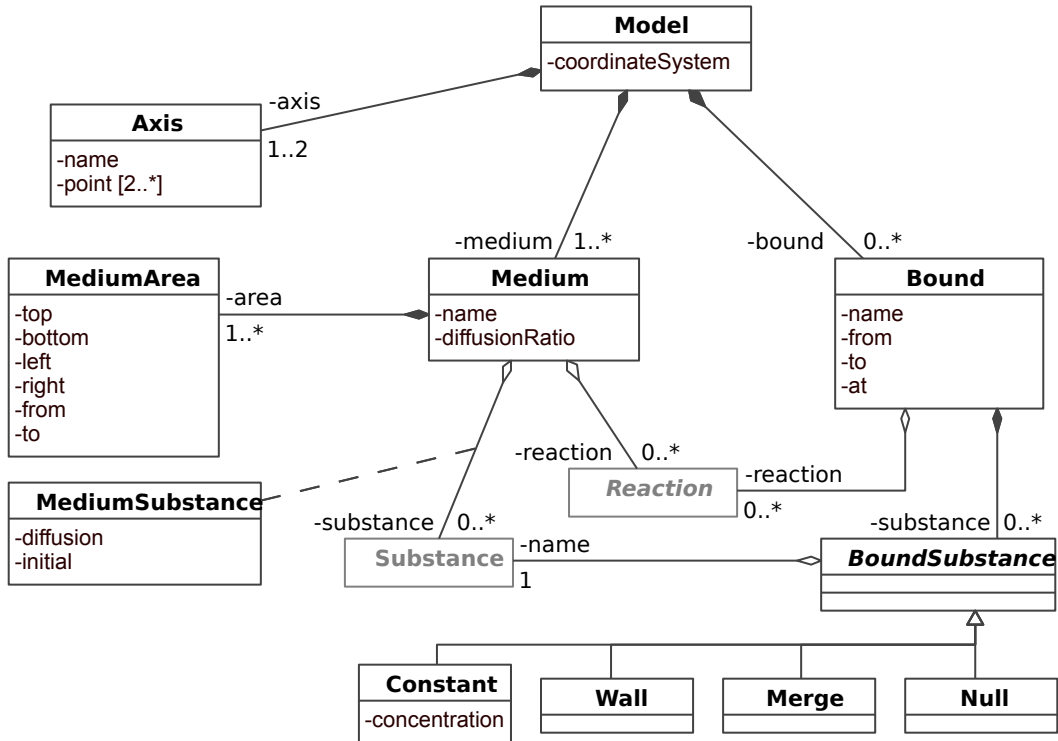 Model
-coordinateSystem
-axis
Axis
1..2
-name
-point [2..*]
-medium
1..*
-bound
0..*
MediumArea
-top
-bottom
-left
-right
-from
-to
-area
1..*
Medium
-name
-diffusionRatio
Bound
-name
-from
-to
-at
-reaction
0..*
Reaction
-reaction
0..*
MediumSubstance
-diffusion
-initial
-substance
0..*
Substance
-name
1
-substance
0..*
BoundSubstance
Constant
-concentration
Wall
Merge
Null